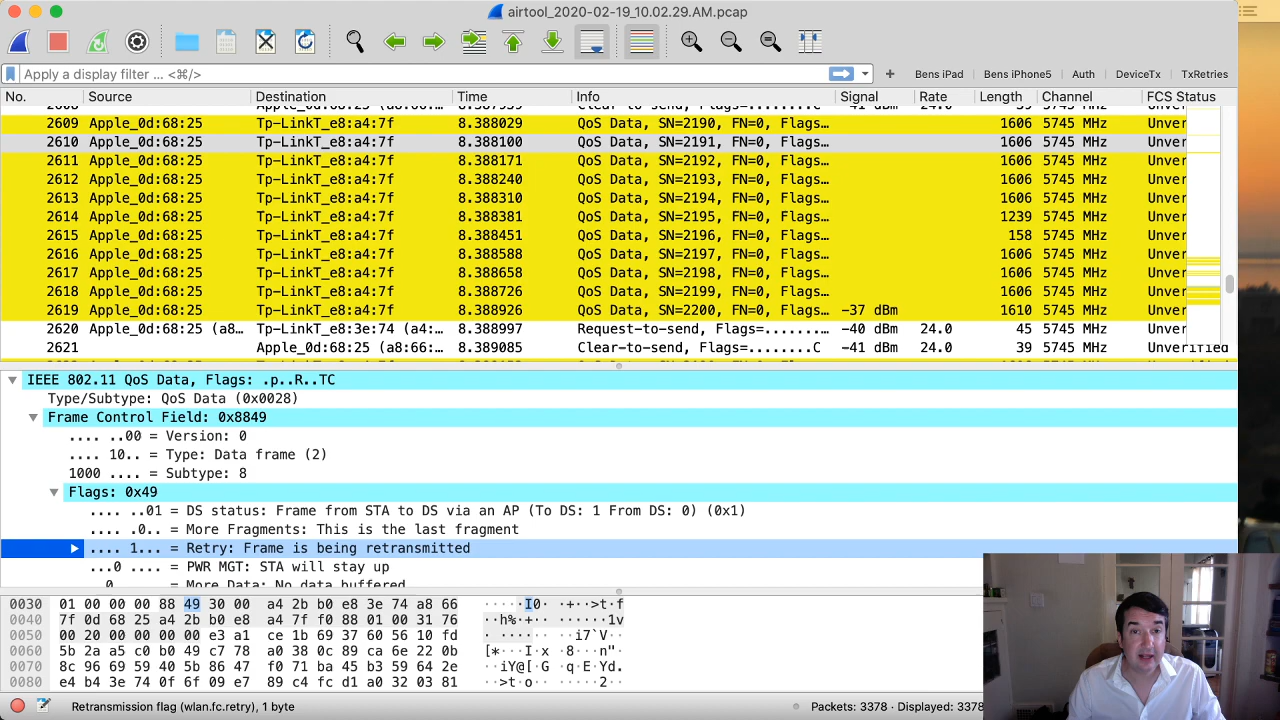 airtool_2020-02-19_10.02.29.AM.pcap
Apply a display filter ... <⌘/>
+ Bens iPad Bens iPhone5 Auth DeviceTx TxRetries
No. Source Destination Time Info Signal Rate Length Channel FCS Status
2609 Apple_0d:68:25 Tp-LinkT_e8:a4:7f 8.388029 QoS Data, SN=2190, FN=0, Flags… 1606 5745 MHz Unver
2610 Apple_0d:68:25 Tp-LinkT_e8:a4:7f 8.388100 QoS Data, SN=2191, FN=0, Flags… 1606 5745 MHz Unver
2611 Apple_0d:68:25 Tp-LinkT_e8:a4:7f 8.388171 QoS Data, SN=2192, FN=0, Flags… 1606 5745 MHz Unver
2612 Apple_0d:68:25 Tp-LinkT_e8:a4:7f 8.388240 QoS Data, SN=2193, FN=0, Flags… 1606 5745 MHz Unver
2613 Apple_0d:68:25 Tp-LinkT_e8:a4:7f 8.388310 QoS Data, SN=2194, FN=0, Flags… 1606 5745 MHz Unver
2614 Apple_0d:68:25 Tp-LinkT_e8:a4:7f 8.388381 QoS Data, SN=2195, FN=0, Flags… 1239 5745 MHz Unver
2615 Apple_0d:68:25 Tp-LinkT_e8:a4:7f 8.388451 QoS Data, SN=2196, FN=0, Flags… 158 5745 MHz Unver
2616 Apple_0d:68:25 Tp-LinkT_e8:a4:7f 8.388588 QoS Data, SN=2197, FN=0, Flags… 1606 5745 MHz Unver
2617 Apple_0d:68:25 Tp-LinkT_e8:a4:7f 8.388658 QoS Data, SN=2198, FN=0, Flags… 1606 5745 MHz Unver
2618 Apple_0d:68:25 Tp-LinkT_e8:a4:7f 8.388726 QoS Data, SN=2199, FN=0, Flags… 1606 5745 MHz Unver
2619 Apple_0d:68:25 Tp-LinkT_e8:a4:7f 8.388926 QoS Data, SN=2200, FN=0, Flags… -37 dBm 1610 5745 MHz Unver
2620 Apple_0d:68:25 (a8… Tp-LinkT_e8:3e:74 (a4:… 8.388997 Request-to-send, Flags=........C -40 dBm 24.0 45 5745 MHz Unver
2621 Apple_0d:68:25 (a8:66:… 8.389085 Clear-to-send, Flags=........C -41 dBm 24.0 39 5745 MHz Unverified
IEEE 802.11 QoS Data, Flags: .p..R..TC
Type/Subtype: QoS Data (0x0028)
Frame Control Field: 0x8849
.... ..00 = Version: 0
.... 10.. = Type: Data frame (2)
1000 .... = Subtype: 8
Flags: 0x49
.... ..01 = DS status: Frame from STA to DS via an AP (To DS: 1 From DS: 0) (0x1)
.... .0.. = More Fragments: This is the last fragment
.... 1... = Retry: Frame is being retransmitted
...0 .... = PWR MGT: STA will stay up
0 = More Data: No data buffered
0030 01 00 00 00 88 49 30 00 a4 2b b0 e8 3e 74 a8 66 ·····I0· ·+··>t·f
0040 7f 0d 68 25 a4 2b b0 e8 a4 7f f0 88 01 00 31 76 ··h%·+·· ······1v
0050 00 20 00 00 00 00 e3 a1 ce 1b 69 37 60 56 10 fd · ······ ··i7`V··
0060 5b 2a a5 c0 b0 49 c7 78 a0 38 0c 89 ca 6e 22 0b [*···I·x ·8···n"·
0070 8c 96 69 59 40 5b 86 47 f0 71 ba 45 b3 59 64 2e ··iY@[·G ·q·E·Yd.
0080 e4 b4 3e 74 0f 6f 09 e7 89 c4 fc d1 a0 32 03 81 ··>t·o·· ·····2··
Retransmission flag (wlan.fc.retry), 1 byte
Packets: 3378 · Displayed: 3378